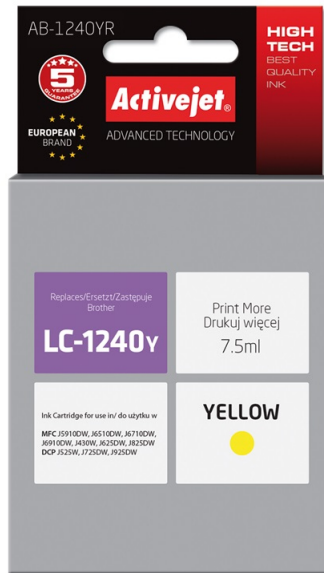 AB-1240YR
HIGH
TECH
BEST
QUALITY
INK
5
YEARS
GUARANTEE
Activejet®
EUROPEAN
BRAND
ADVANCED TECHNOLOGY
Replaces/Ersetzt/Zastępuje
Brother
LC-1240Y
Print More
Drukuj więcej
7.5ml
Ink Cartridge for use in/ do użytku w
MFC J5910DW, J6510DW, J6710DW,
J6910DW, J430W, J625DW, J825DW
DCP J525W, J725DW, J925DW
YELLOW